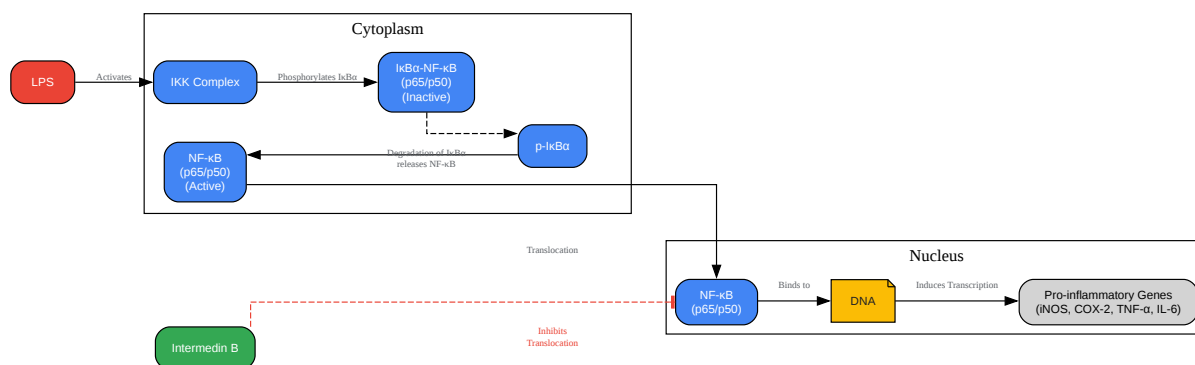 Cytoplasm
LPS
Activates
IKK Complex
Phosphorylates IκBα
IκBα-NF-κB
(p65/p50)
(Inactive)
p-IκBα
Degradation of IκBα
releases NF-κB
NF-κB
(p65/p50)
(Active)
Translocation
Nucleus
NF-κB
(p65/p50)
Binds to
DNA
Induces Transcription
Pro-inflammatory Genes
(iNOS, COX-2, TNF-α, IL-6)
Inhibits
Translocation
Intermedin B